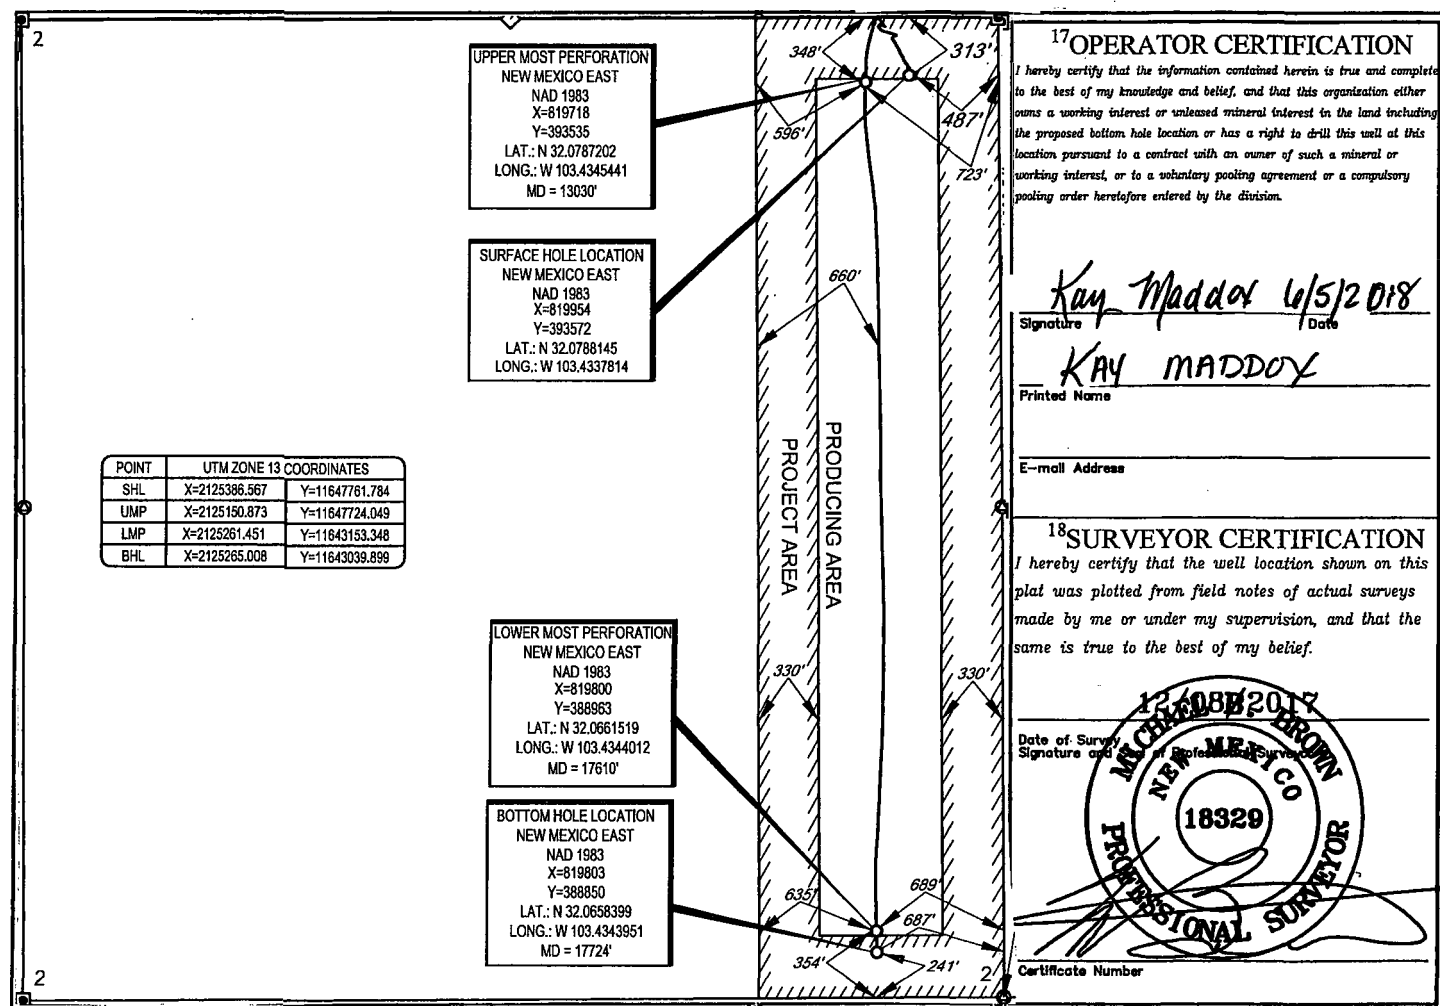 2
UPPER MOST PERFORATION
NEW MEXICO EAST
NAD 1983
X=819718
Y=393535
LAT.: N 32.0787202
LONG.: W 103.4345441
MD = 13030'
SURFACE HOLE LOCATION
NEW MEXICO EAST
NAD 1983
X=819954
Y=393572
LAT.: N 32.0788145
LONG.: W 103.4337814
POINT UTM ZONE 13 COORDINATES
SHL X=2125386.567 Y=11647761.784
UMP X=2125150.873 Y=11647724.049
LMP X=2125261.451 Y=11643153.348
BHL X=2125265.008 Y=11643039.899
LOWER MOST PERFORATION
NEW MEXICO EAST
NAD 1983
X=819800
Y=388963
LAT.: N 32.0661519
LONG.: W 103.4344012
MD = 17610'
BOTTOM HOLE LOCATION
NEW MEXICO EAST
NAD 1983
X=819803
Y=388850
LAT.: N 32.0658399
LONG.: W 103.4343951
MD = 17724'
2
348'
313'
596'
487'
723'
660'
PROJECT AREA
PRODUCING AREA
330'
330'
635'
689'
687'
354'
241'
2
17OPERATOR CERTIFICATION
I hereby certify that the information contained herein is true and complete
to the best of my knowledge and belief, and that this organization either
owns a working interest or unleased mineral interest in the land including
the proposed bottom hole location or has a right to drill this well at this
location pursuant to a contract with an owner of such a mineral or
working interest, or to a voluntary pooling agreement or a compulsory
pooling order heretofore entered by the division.
Kay Maddox 6/5/2018
Signature Date
KAY MADDOX
Printed Name
E-mail Address
18SURVEYOR CERTIFICATION
I hereby certify that the well location shown on this
plat was plotted from field notes of actual surveys
made by me or under my supervision, and that the
same is true to the best of my belief.
12/08/2017
Date of Survey
Signature and Seal of Professional Surveyor
MICHAEL BROWN
NEW MEXICO
18329
PROFESSIONAL SURVEYOR
Certificate Number